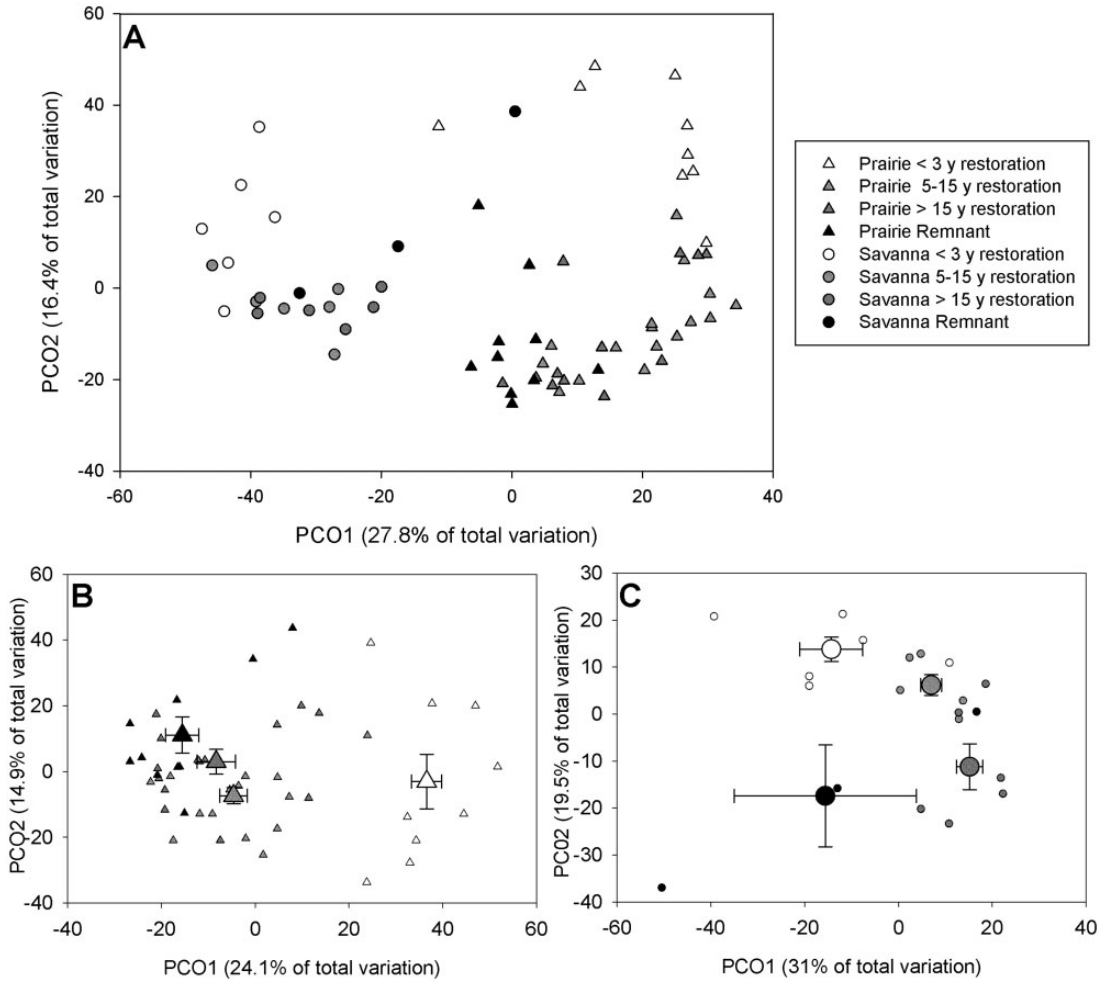 A
60
40
20
0
-20
-40
-60 -40 -20 0 20 40
PCO2 (16.4% of total variation)
PCO1 (27.8% of total variation)
Prairie < 3 y restoration
Prairie 5-15 y restoration
Prairie > 15 y restoration
Prairie Remnant
Savanna < 3 y restoration
Savanna 5-15 y restoration
Savanna > 15 y restoration
Savanna Remnant
B
60
40
20
0
-20
-40
-40 -20 0 20 40 60
PCO2 (14.9% of total variation)
PCO1 (24.1% of total variation)
C
30
20
10
0
-10
-20
-30
-40
-60 -40 -20 0 20 40
PC02 (19.5% of total variation)
PCO1 (31% of total variation)